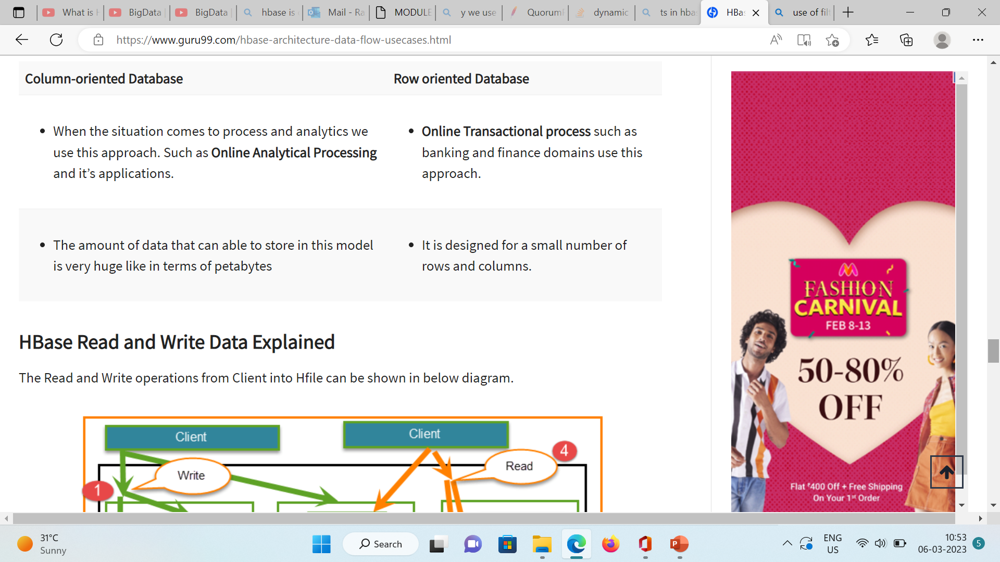 What is H
BigData
BigData
hbase is
Mail - Ra
MODULE
y we use
Quorum
dynamic
ts in hba
HBa
use of fil
https://www.guru99.com/hbase-architecture-data-flow-usecases.html
Column-oriented Database
Row oriented Database
When the situation comes to process and analytics we
use this approach. Such as Online Analytical Processing
and it’s applications.
Online Transactional process such as
banking and finance domains use this
approach.
The amount of data that can able to store in this model
is very huge like in terms of petabytes
It is designed for a small number of
rows and columns.
HBase Read and Write Data Explained
The Read and Write operations from Client into Hfile can be shown in below diagram.
Client
Client
4
Read
Write
1
FASHION
CARNIVAL
FEB 8-13
50-80%
OFF
Flat ₹400 Off + Free Shipping
On Your 1st Order
31°C
Sunny
Search
ENG
US
10:53
06-03-2023
5